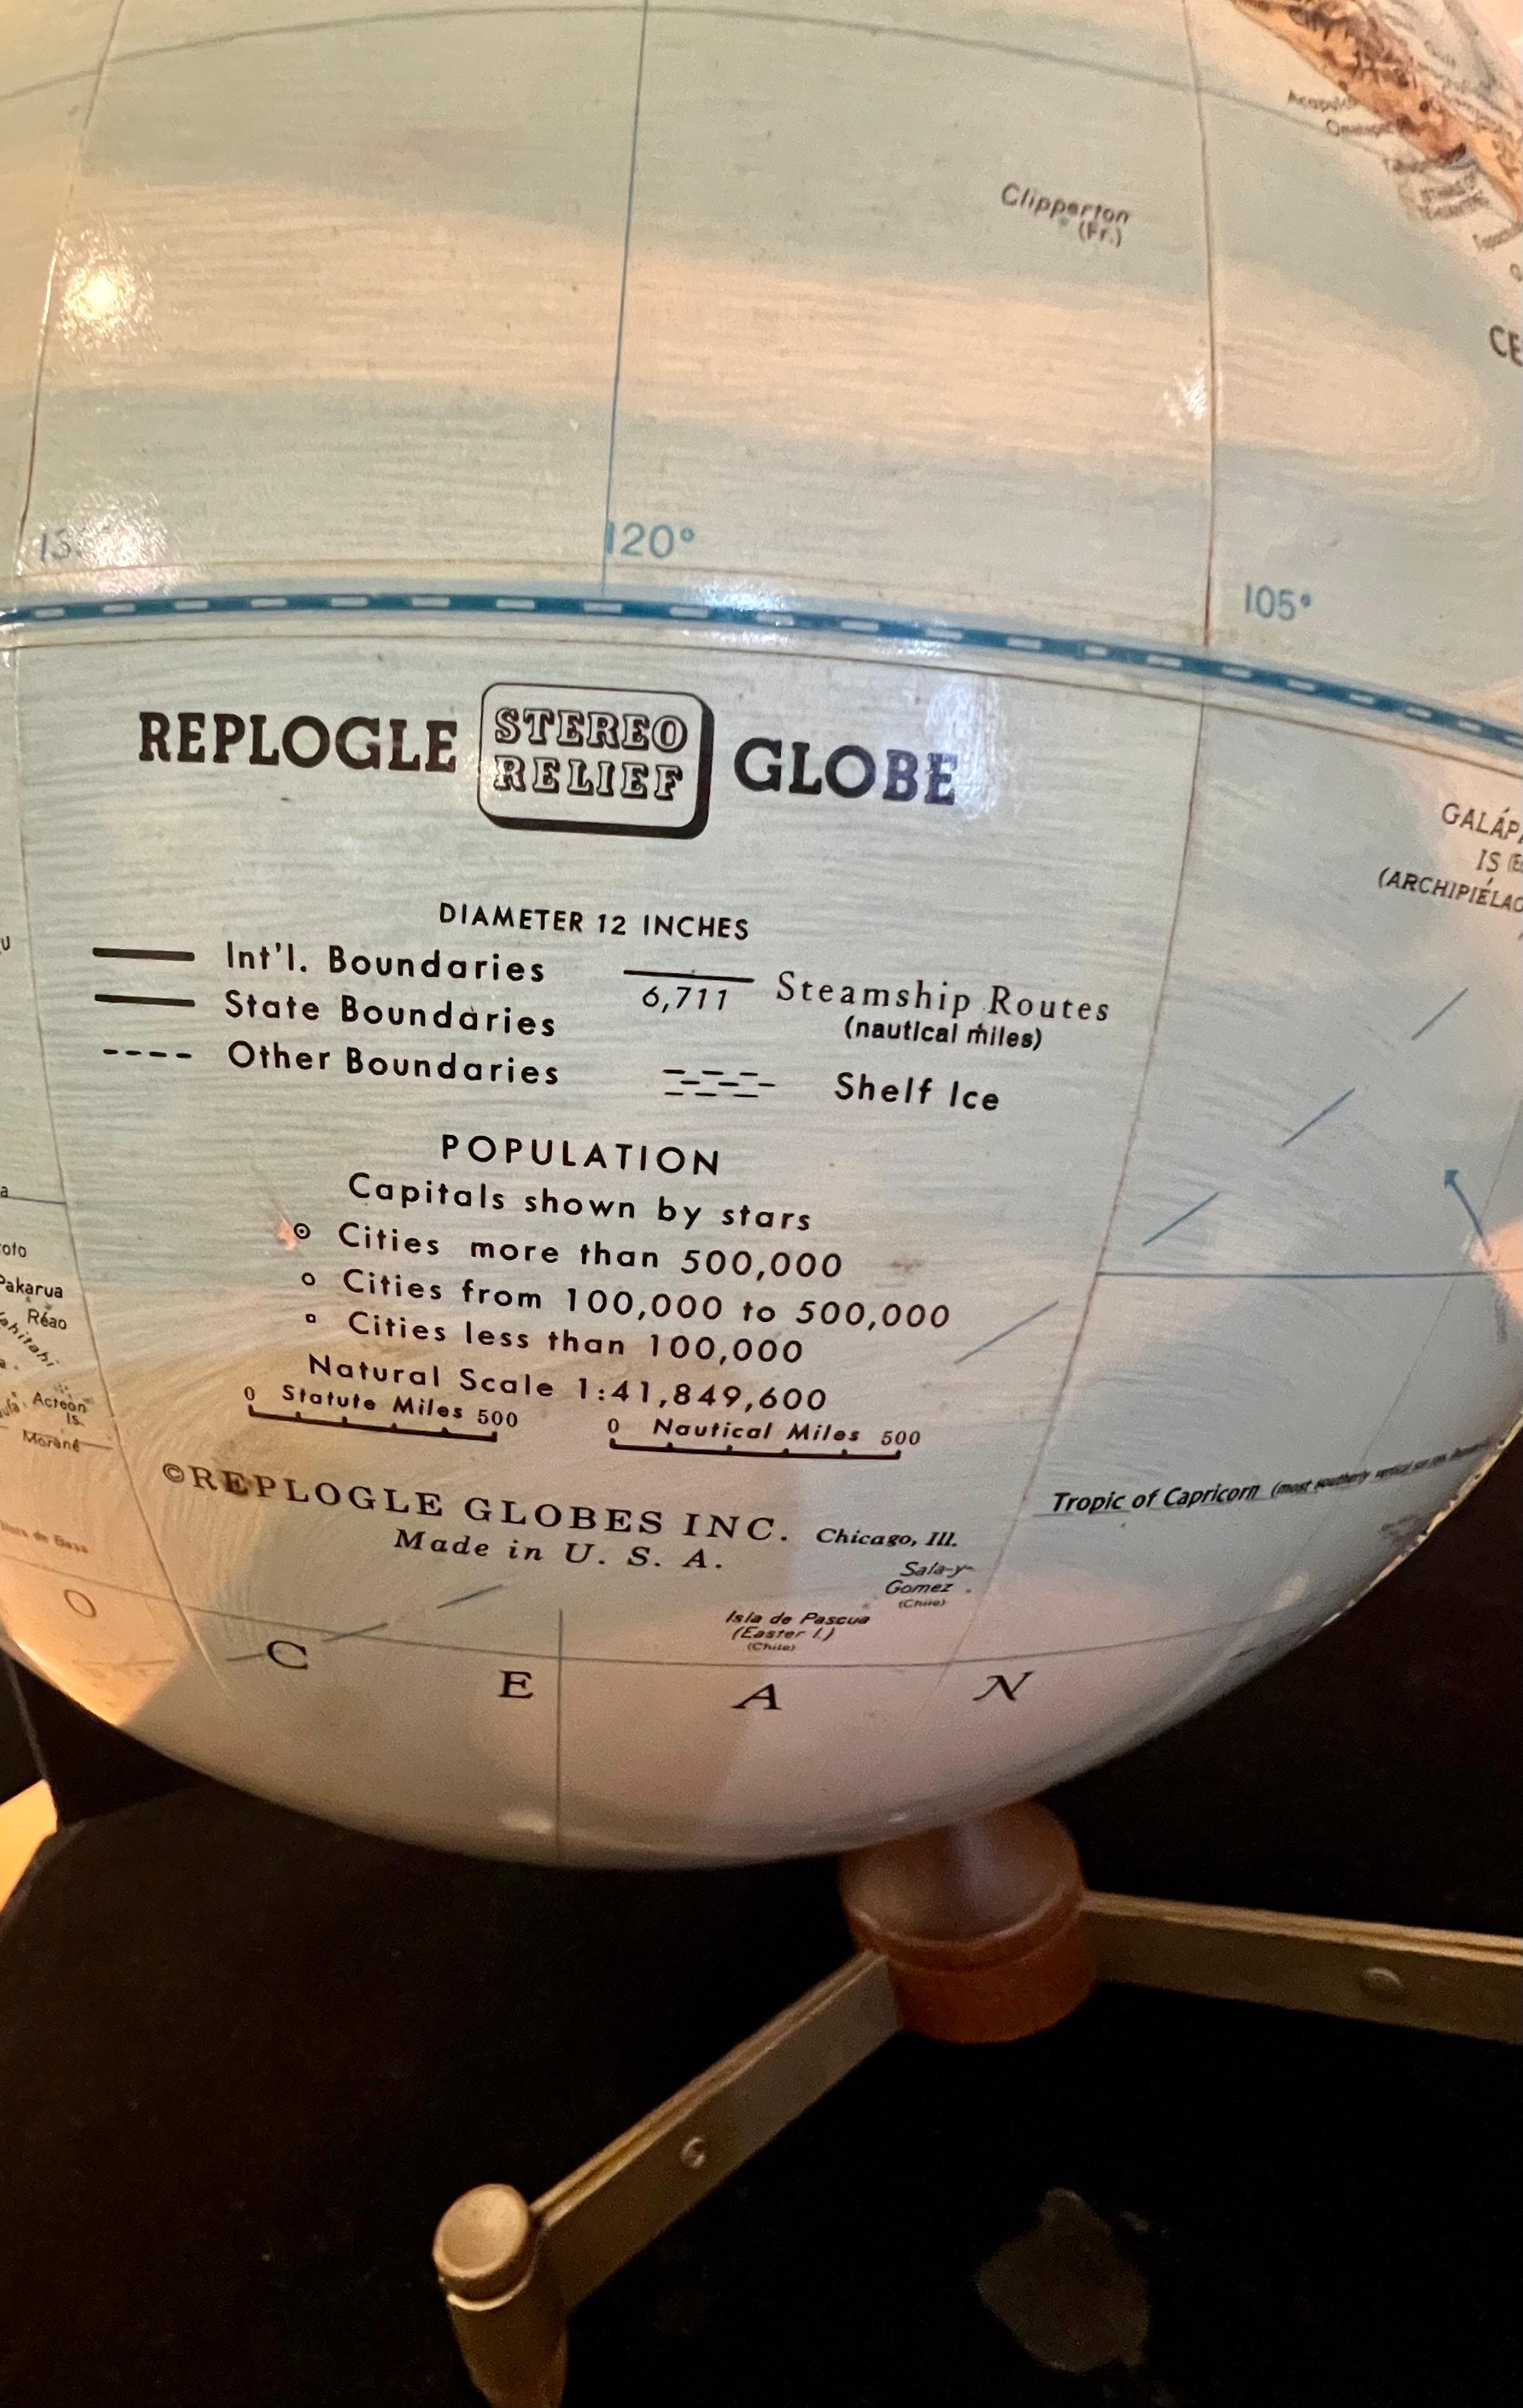 Acapulco
Clipperton
(Fr.)
120°
105°
REPLOGLE STEREO RELIEF GLOBE
GALÁP
IS
(ARCHIPIÉLAG
DIAMETER 12 INCHES
Int'l. Boundaries
State Boundaries
Other Boundaries
6,711 Steamship Routes
(nautical miles)
Shelf Ice
POPULATION
Capitals shown by stars
Cities more than 500,000
Cities from 100,000 to 500,000
Cities less than 100,000
Natural Scale 1:41,849,600
0 Statute Miles 500
0 Nautical Miles 500
©REPLOGLE GLOBES INC. Chicago, Ill.
Made in U. S. A.
Pakarua
Réao
Acteon
Is.
Morane
Tropic of Capricorn
Sala-y-
Gomez
(Chile)
Isla de Pascua
(Easter I.)
(Chile)
O C E A N